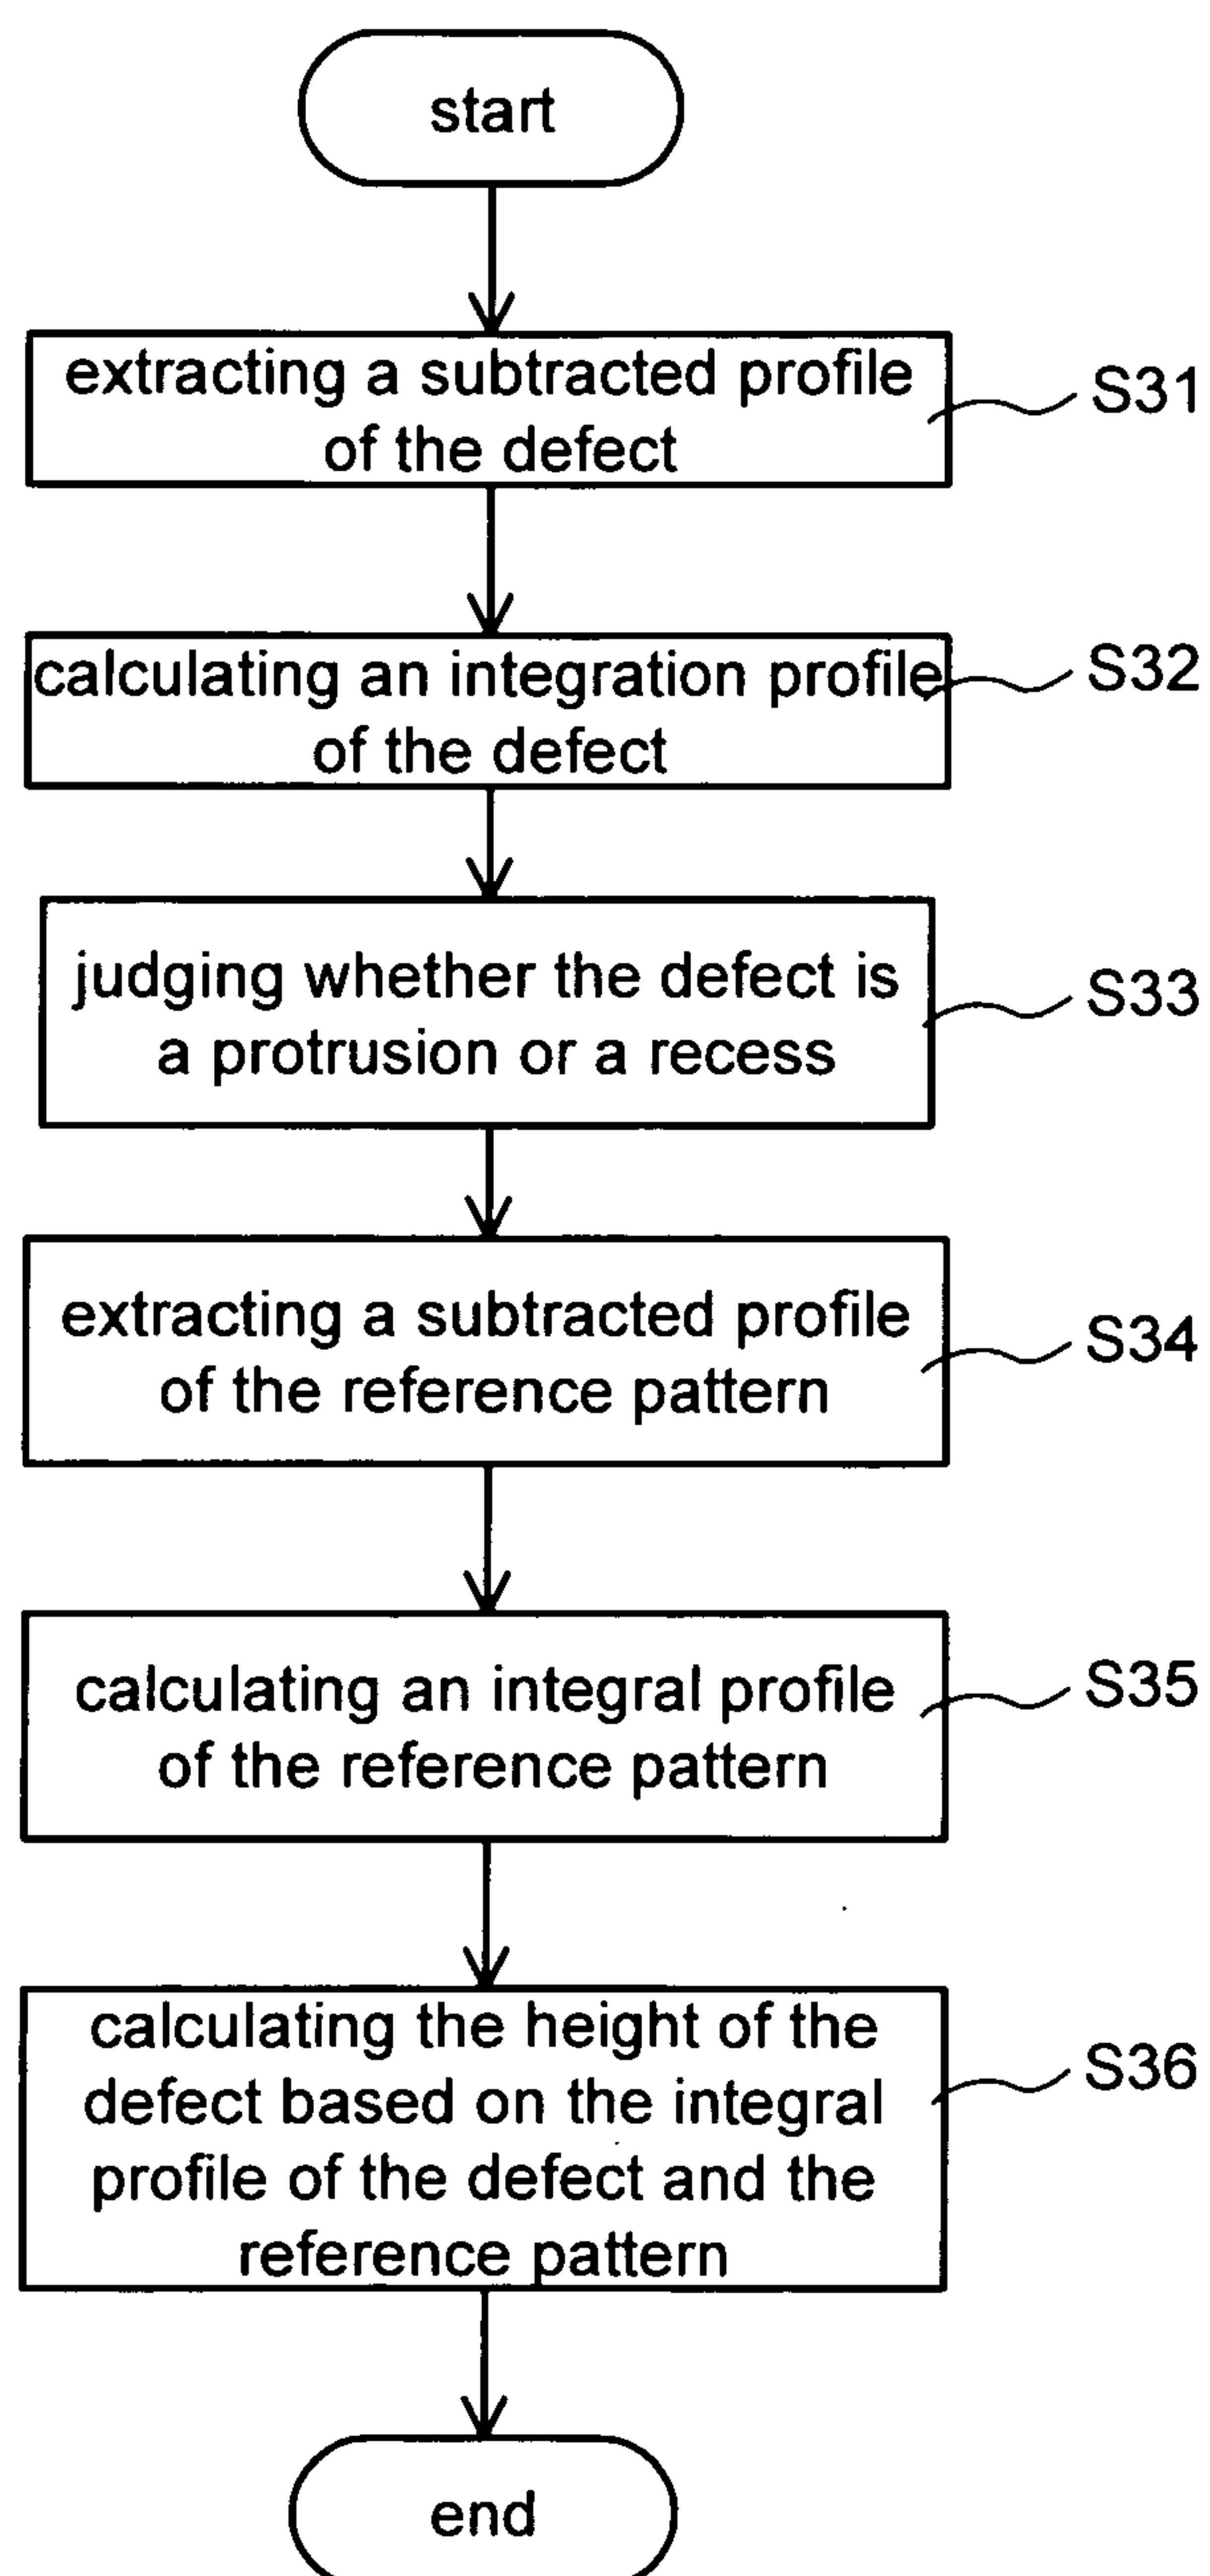 start
extracting a subtracted profile
of the defect
S31
calculating an integration profile
of the defect
S32
judging whether the defect is
a protrusion or a recess
S33
extracting a subtracted profile
of the reference pattern
S34
calculating an integral profile
of the reference pattern
S35
calculating the height of the
defect based on the integral
profile of the defect and the
reference pattern
S36
end